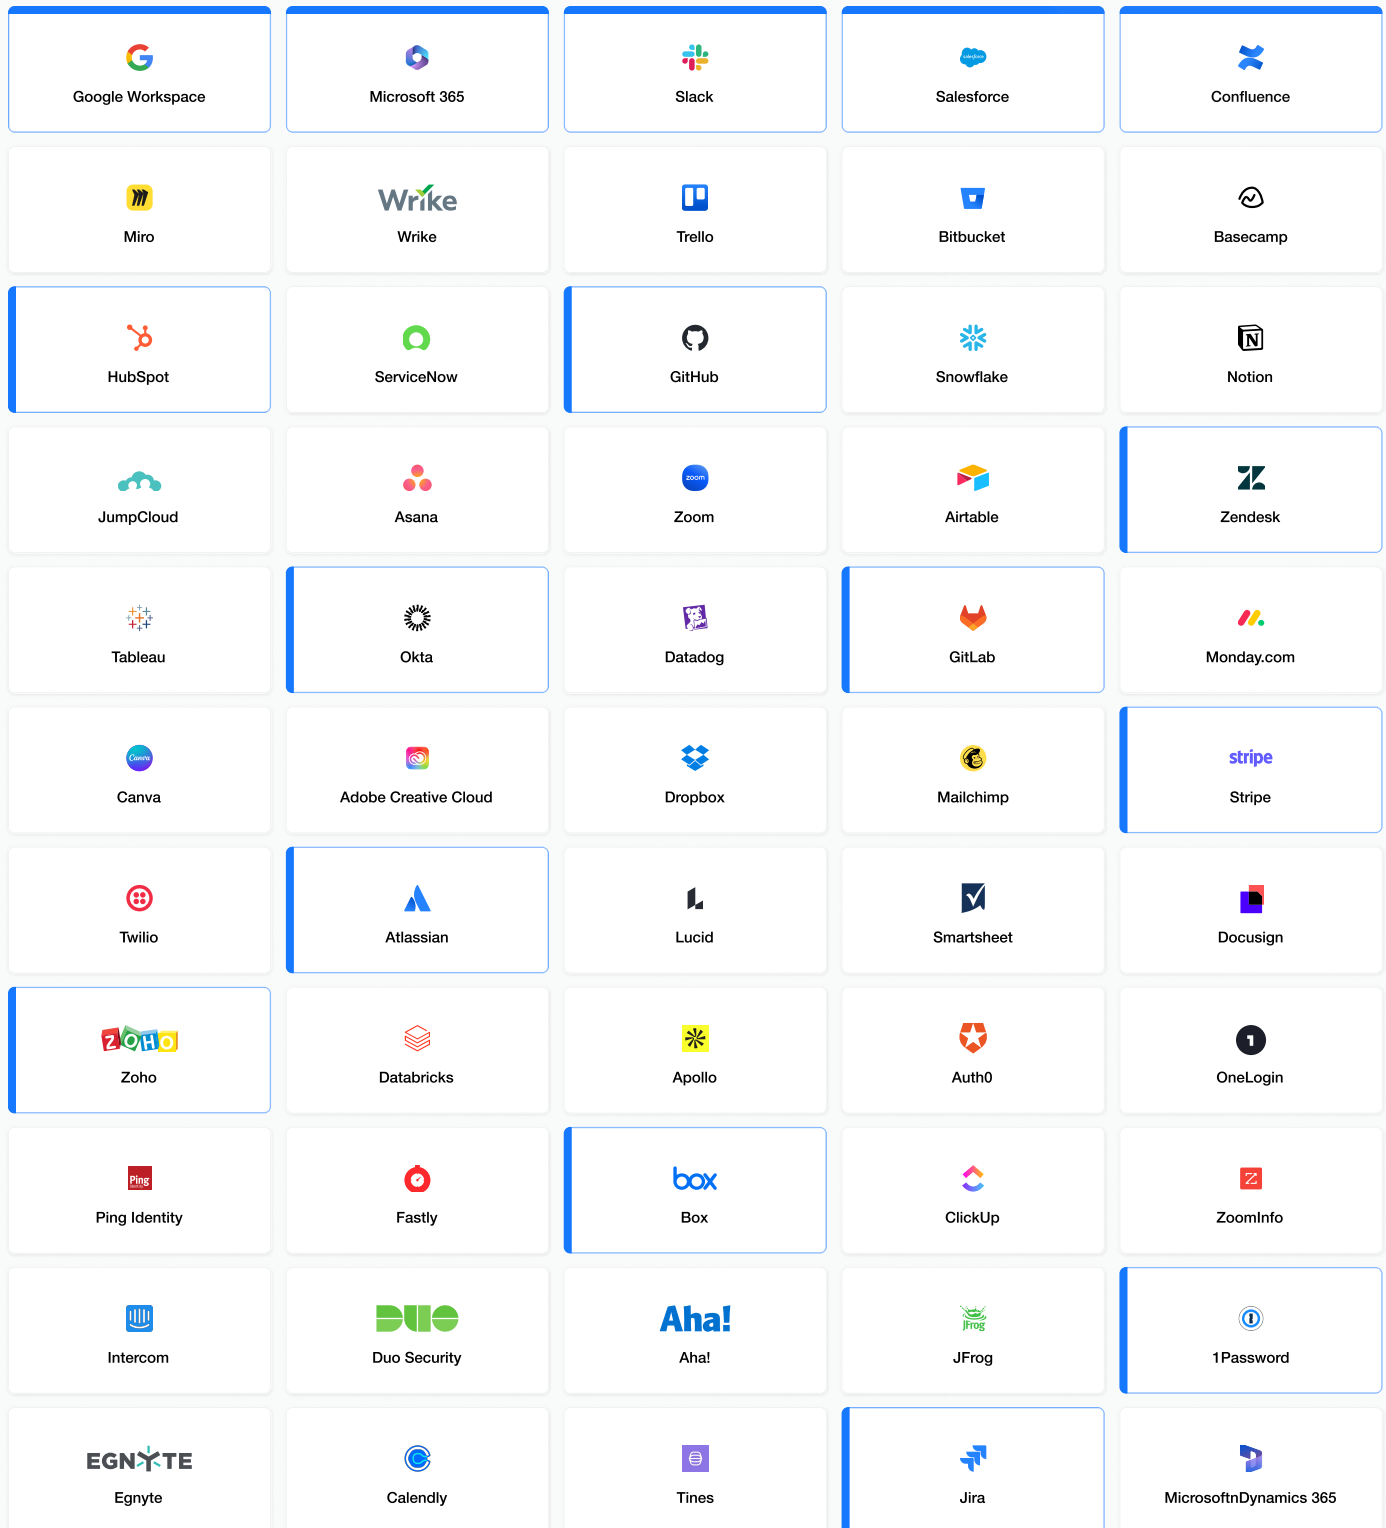 Google Workspace
Microsoft 365
Slack
salesforce
Salesforce
Confluence
Miro
Wrike
Wrike
Trello
Bitbucket
Basecamp
HubSpot
ServiceNow
GitHub
Snowflake
N
Notion
JumpCloud
Asana
zoom
Zoom
Airtable
Zendesk
Tableau
Okta
Datadog
GitLab
Monday.com
Canva
Canva
Adobe Creative Cloud
Dropbox
Mailchimp
stripe
Stripe
Twilio
Atlassian
Lucid
Smartsheet
Docusign
ZOHO
Zoho
Databricks
Apollo
Auth0
1
OneLogin
Ping
Ping Identity
Fastly
box
Box
ClickUp
Z
ZoomInfo
Intercom
DUO
Duo Security
Aha!
Aha!
JFrog
JFrog
1Password
EGNYTE
Egnyte
Calendly
Tines
Jira
MicrosoftnDynamics 365